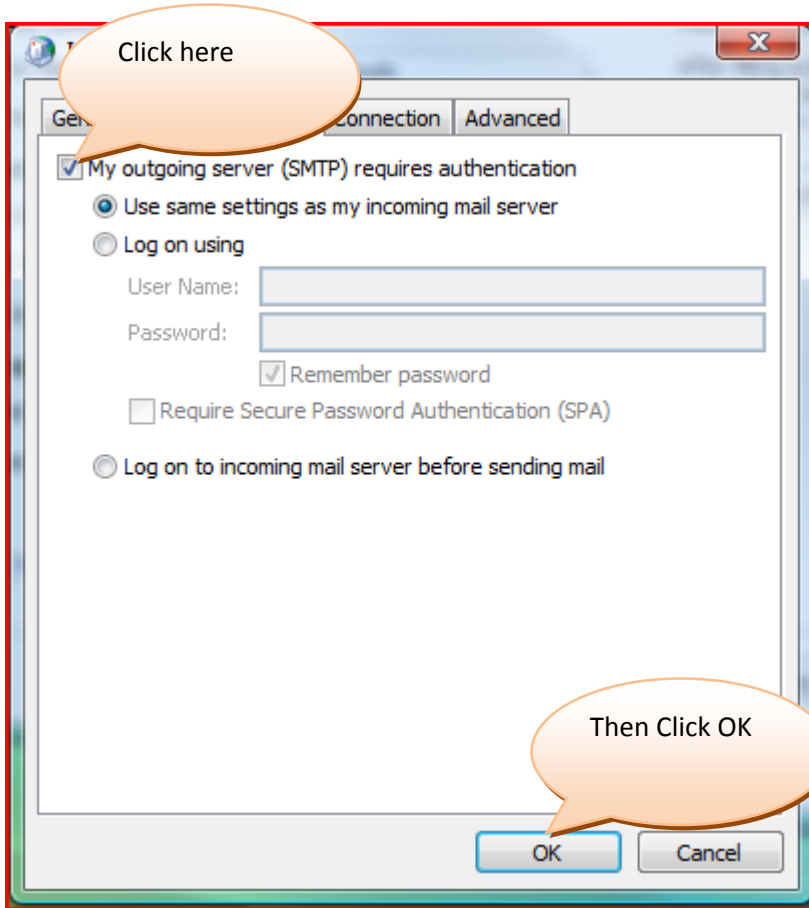 Click here
Connection Advanced
My outgoing server (SMTP) requires authentication
Use same settings as my incoming mail server
Log on using
User Name:
Password:
Remember password
Require Secure Password Authentication (SPA)
Log on to incoming mail server before sending mail
Then Click OK
OK Cancel